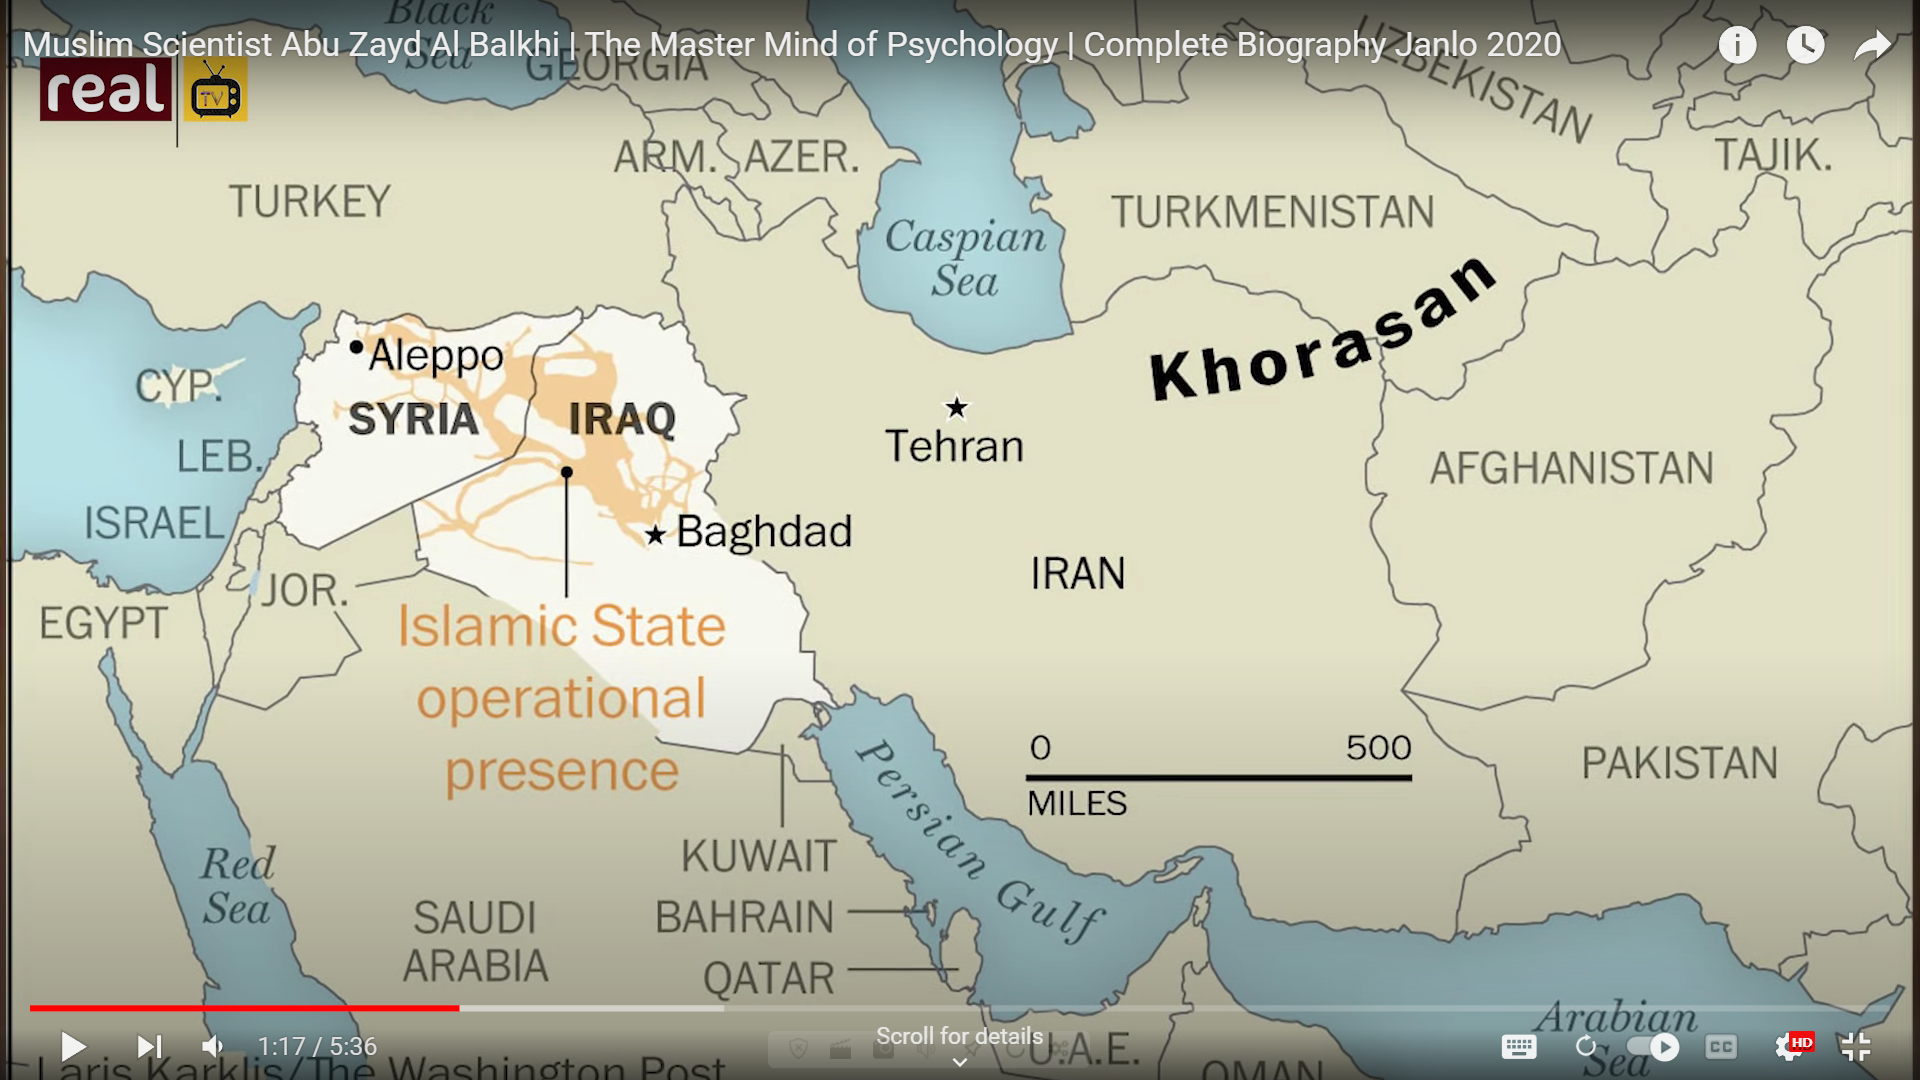 Black
Sea
Muslim Scientist Abu Zayd Al Balkhi | The Master Mind of Psychology | Complete Biography Janlo 2020
real
TV
GEORGIA
UZBEKISTAN
ARM.
AZER.
TAJIK.
TURKEY
TURKMENISTAN
Caspian
Sea
Khorasan
Aleppo
CYP.
SYRIA
IRAQ
Tehran
LEB.
AFGHANISTAN
ISRAEL
Baghdad
IRAN
JOR.
EGYPT
Islamic State
operational
presence
0 500
MILES
PAKISTAN
Persian Gulf
KUWAIT
Red
Sea
SAUDI
ARABIA
BAHRAIN
QATAR
Arabian
Sea
U.A.E.
OMAN
Scroll for details
1:17 / 5:36
CC
HD
Laris Karklis/The Washington Post